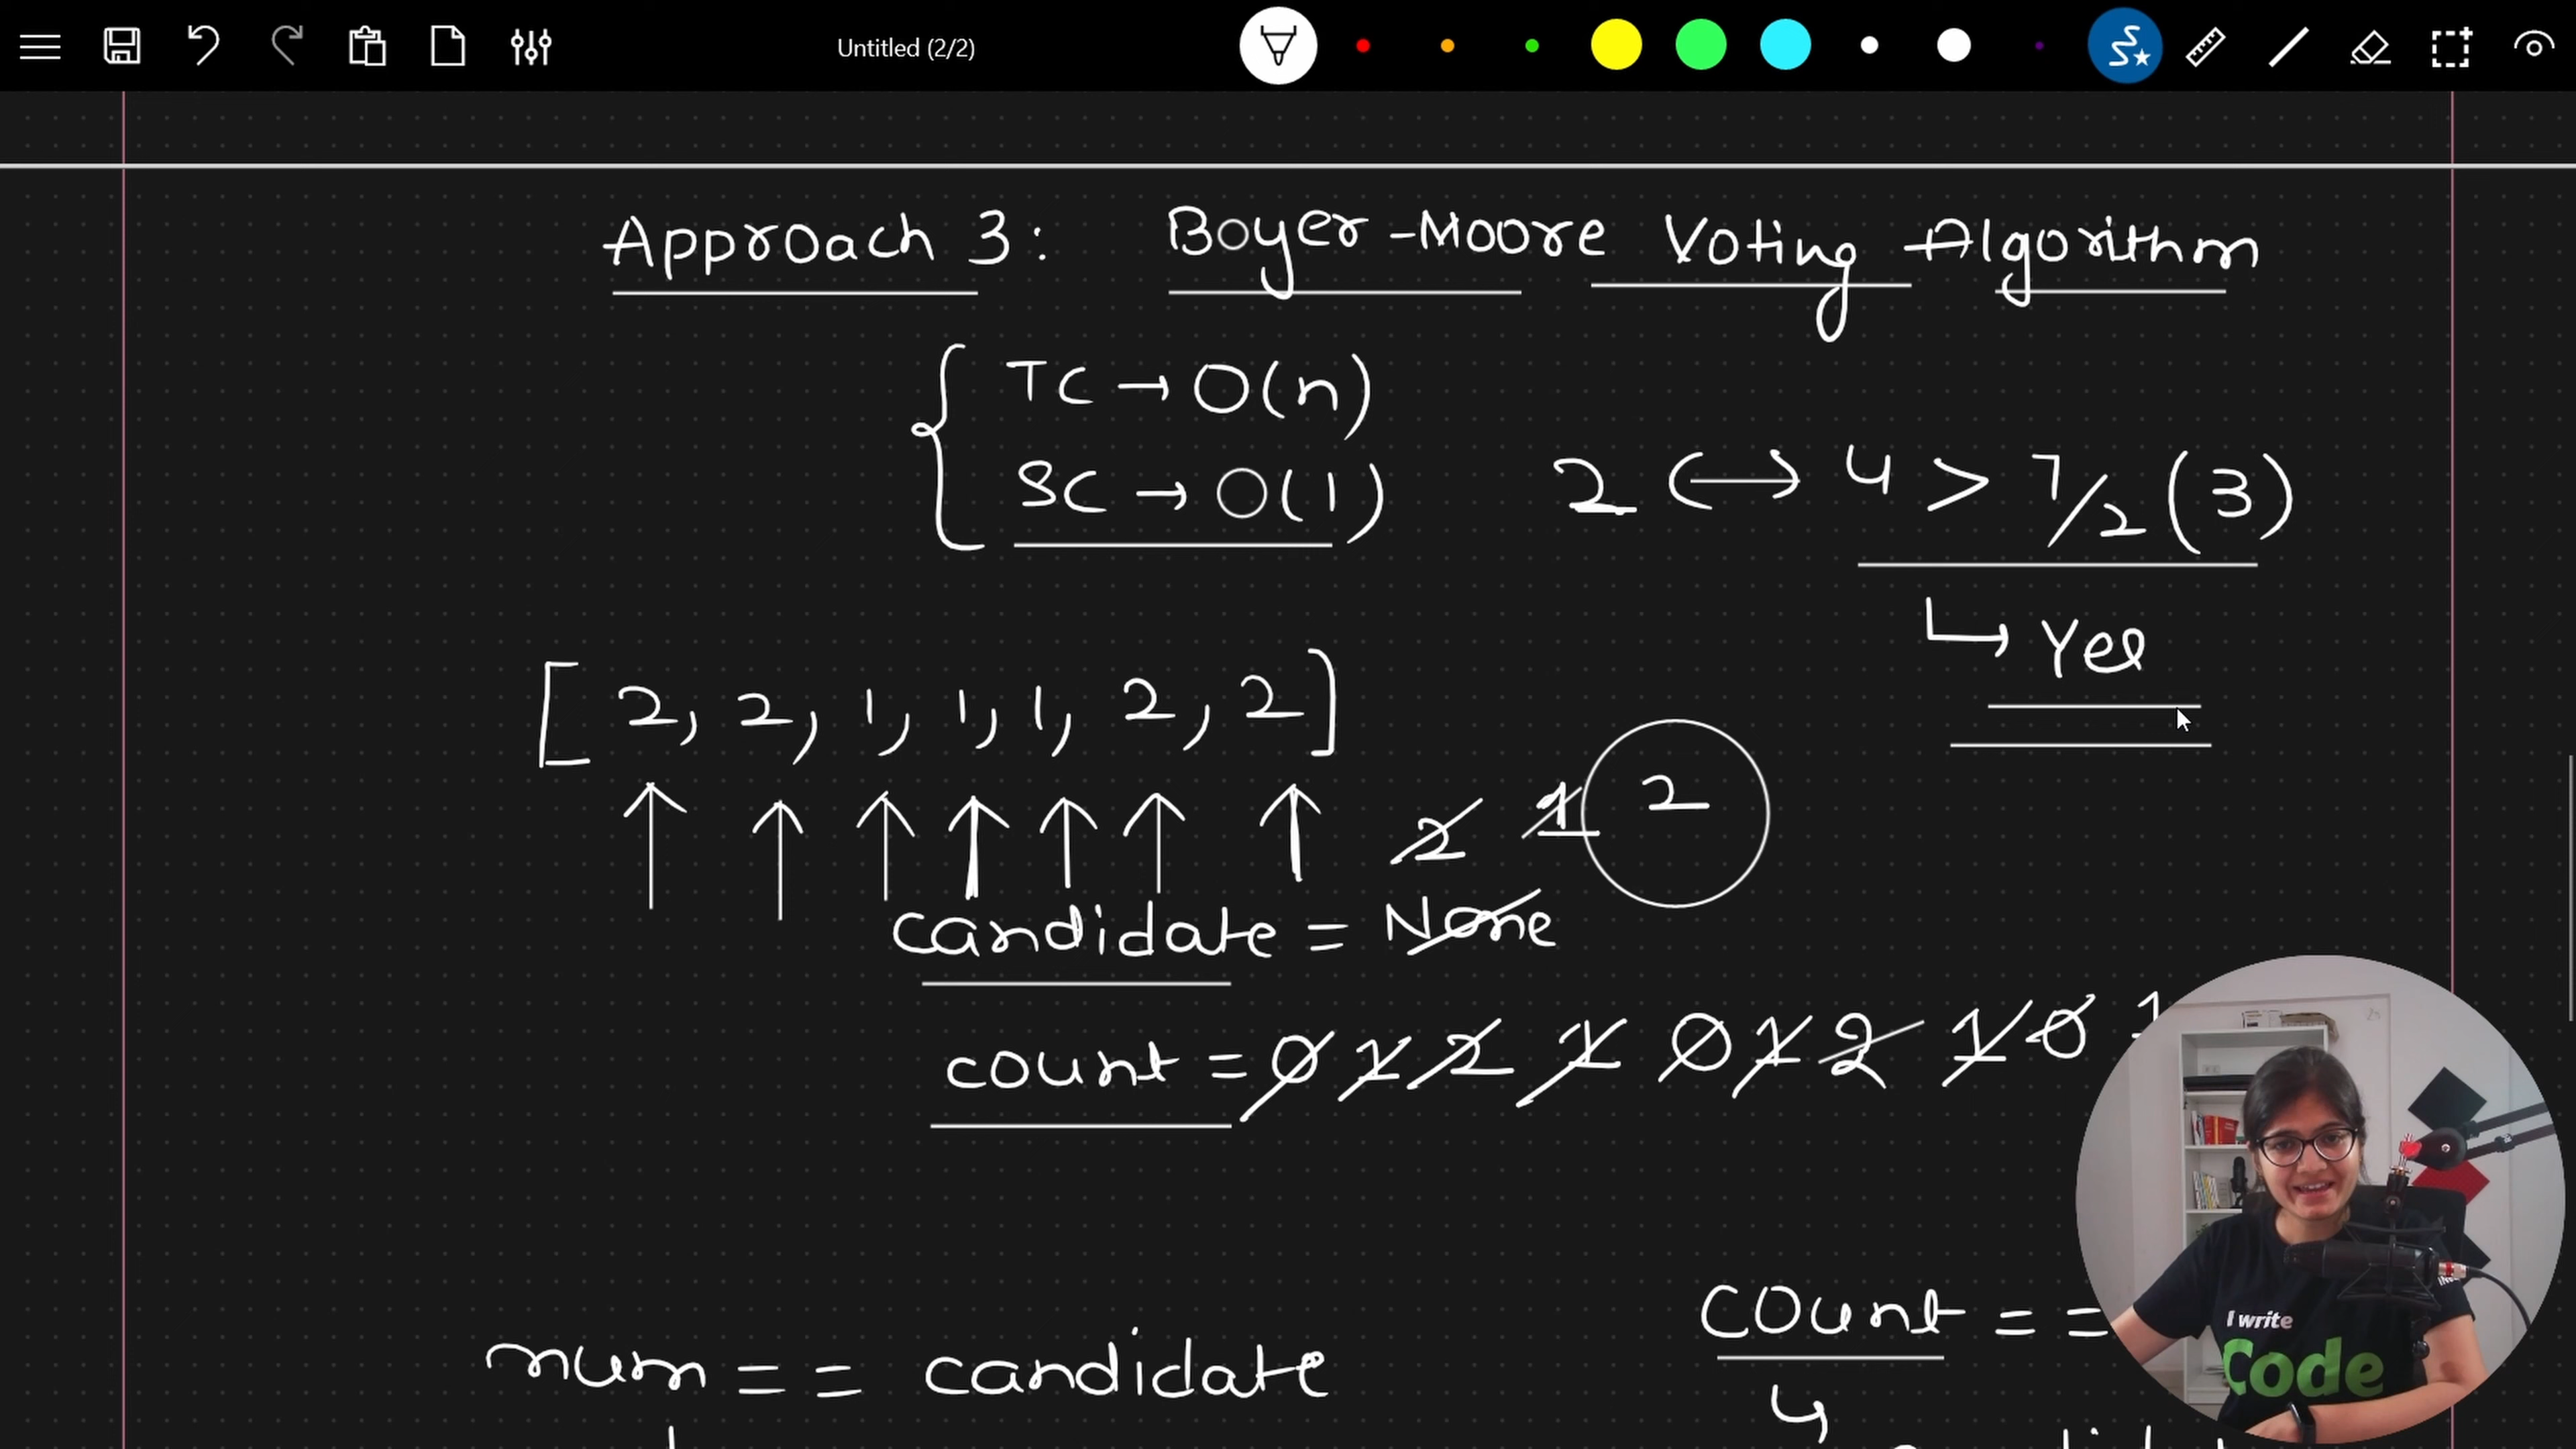 Untitled (2/2)
Approach 3: Boyer-Moore Voting Algorithm
TC → O(n)
SC → O(1)
2 ↔ 4 > 7/2 (3)
↳ Yes
[ 2, 2, 1, 1, 1, 2, 2 ]
2 1 2
candidate = None
count = 0 1 2 1 0 1 2 1 0 1
num == candidate
count ==
I write
Code